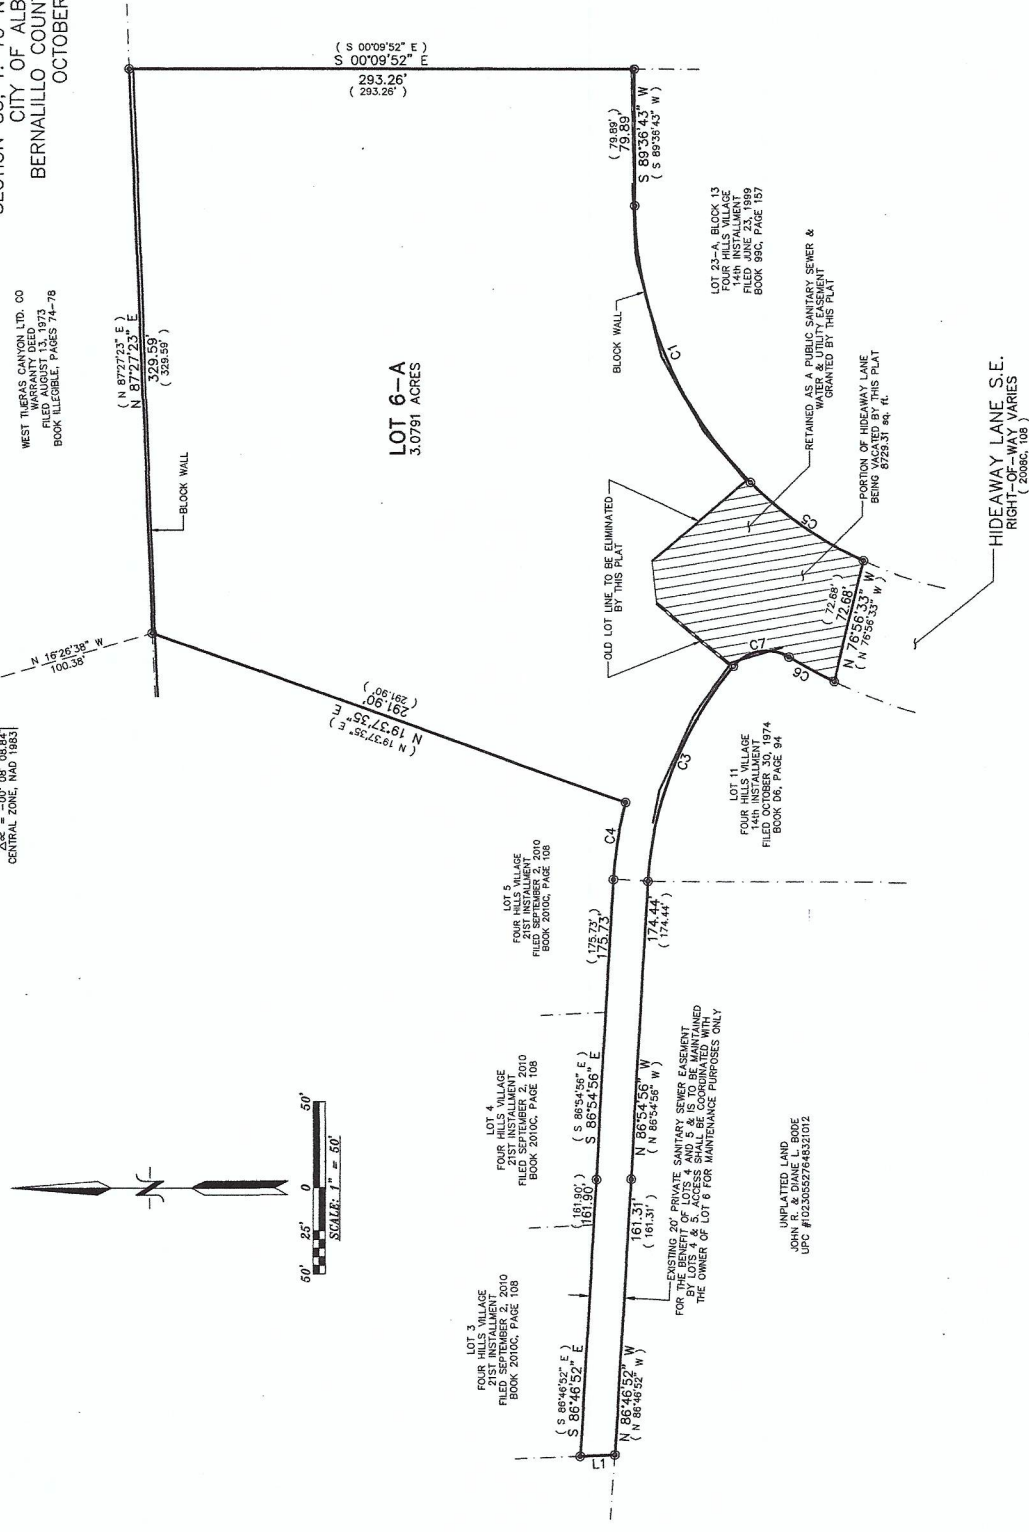 CITY OF ALB
BERNALILLO COUN
OCTOBER
CENTRAL ZONE, NAD 1983
N 16°26'38" W
100.38'
WEST TIJERAS CANYON LTD. CO
WARRANTY DEED
FILED AUGUST 13, 1973
BOOK ILLEGIBLE, PAGES 74-78
( N 87°27'23" E )
N 87°27'23" E
329.59'
( 329.59' )
BLOCK WALL
( S 00°09'52" E )
S 00°09'52" E
293.26'
( 293.26' )
LOT 6-A
3.0791 ACRES
( N 19°37'35" E )
N 19°37'35" E
291.90'
( 291.90' )
( 79.89' )
79.89'
S 89°36'43" W
( S 89°36'43" W )
BLOCK WALL
C1
LOT 23-A, BLOCK 13
FOUR HILLS VILLAGE
14th INSTALLMENT
FILED JUNE 23, 1999
BOOK 99C, PAGE 157
OLD LOT LINE TO BE ELIMINATED
BY THIS PLAT
RETAINED AS A PUBLIC SANITARY SEWER &
WATER & UTILITY EASEMENT
GRANTED BY THIS PLAT
PORTION OF HIDEAWAY LANE
BEING VACATED BY THIS PLAT
8729.31 sq. ft.
C5
C7
C6
( 72.68' )
72.68'
N 76°56'33" W
( N 76°56'33" W )
HIDEAWAY LANE S.E.
RIGHT-OF-WAY VARIES
( 2008C, 108 )
C3
C4
LOT 11
FOUR HILLS VILLAGE
14th INSTALLMENT
FILED OCTOBER 30, 1974
BOOK D6, PAGE 94
LOT 5
FOUR HILLS VILLAGE
21ST INSTALLMENT
FILED SEPTEMBER 2, 2010
BOOK 2010C, PAGE 108
( 175.73' )
175.73'
174.44'
( 174.44' )
LOT 4
FOUR HILLS VILLAGE
21ST INSTALLMENT
FILED SEPTEMBER 2, 2010
BOOK 2010C, PAGE 108
( S 86°54'56" E )
S 86°54'56" E
N 86°54'56" W
( N 86°54'56" W )
50' 25' 0 50'
SCALE: 1" = 50'
N
(161.90')
161.90'
161.31'
( 161.31' )
EXISTING 20' PRIVATE SANITARY SEWER EASEMENT
FOR THE BENEFIT OF LOTS 4 AND 5 & IS TO BE MAINTAINED
BY LOTS 4 & 5. ACCESS SHALL BE COORDINATED WITH
THE OWNER OF LOT 6 FOR MAINTENANCE PURPOSES ONLY
UNPLATTED LAND
JOHN R. & DIANE L. BODE
UPC #102305527648321012
LOT 3
FOUR HILLS VILLAGE
21ST INSTALLMENT
FILED SEPTEMBER 2, 2010
BOOK 2010C, PAGE 108
( S 86°46'52" E )
S 86°46'52" E
N 86°46'52" W
( N 86°46'52" W )
L1